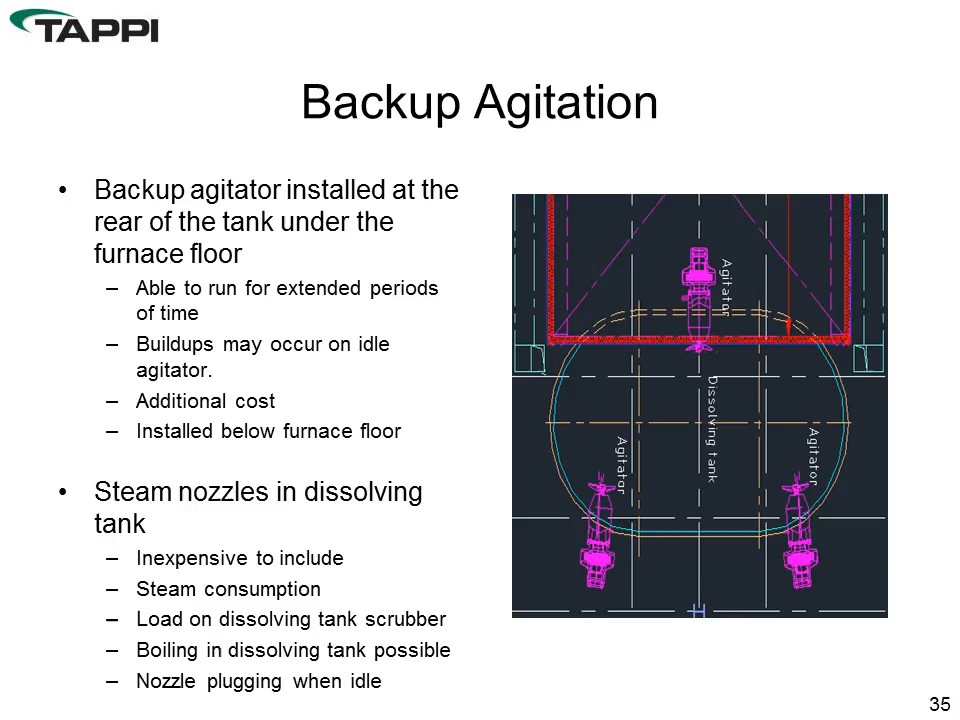 TAPPI
Backup Agitation
• Backup agitator installed at the
rear of the tank under the
furnace floor
– Able to run for extended periods
of time
– Buildups may occur on idle
agitator.
– Additional cost
– Installed below furnace floor
• Steam nozzles in dissolving
tank
– Inexpensive to include
– Steam consumption
– Load on dissolving tank scrubber
– Boiling in dissolving tank possible
– Nozzle plugging when idle
Agitator
Dissolving tank
Agitator
Agitator
H
35